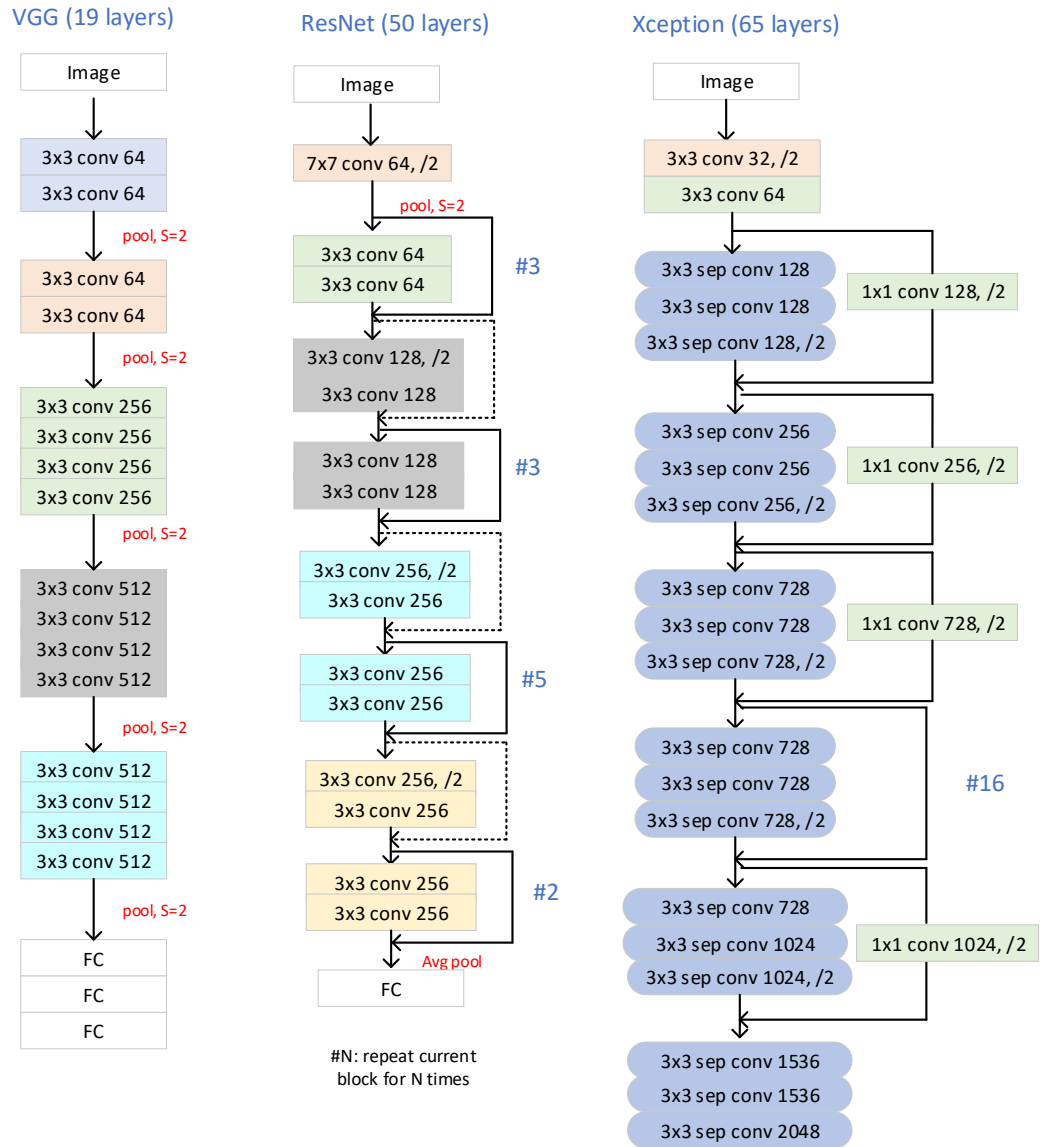 VGG (19 layers)
Image
3x3 conv 64
3x3 conv 64
pool, S=2
3x3 conv 64
3x3 conv 64
pool, S=2
3x3 conv 256
3x3 conv 256
3x3 conv 256
3x3 conv 256
pool, S=2
3x3 conv 512
3x3 conv 512
3x3 conv 512
3x3 conv 512
pool, S=2
3x3 conv 512
3x3 conv 512
3x3 conv 512
3x3 conv 512
pool, S=2
FC
FC
FC
ResNet (50 layers)
Image
7x7 conv 64, /2
pool, S=2
3x3 conv 64
3x3 conv 64
#3
3x3 conv 128, /2
3x3 conv 128
3x3 conv 128
3x3 conv 128
#3
3x3 conv 256, /2
3x3 conv 256
3x3 conv 256
3x3 conv 256
#5
3x3 conv 256, /2
3x3 conv 256
3x3 conv 256
3x3 conv 256
#2
Avg pool
FC
#N: repeat current
block for N times
Xception (65 layers)
Image
3x3 conv 32, /2
3x3 conv 64
3x3 sep conv 128
3x3 sep conv 128
3x3 sep conv 128, /2
1x1 conv 128, /2
3x3 sep conv 256
3x3 sep conv 256
3x3 sep conv 256, /2
1x1 conv 256, /2
3x3 sep conv 728
3x3 sep conv 728
3x3 sep conv 728, /2
1x1 conv 728, /2
3x3 sep conv 728
3x3 sep conv 728
3x3 sep conv 728, /2
#16
3x3 sep conv 728
3x3 sep conv 1024
3x3 sep conv 1024, /2
1x1 conv 1024, /2
3x3 sep conv 1536
3x3 sep conv 1536
3x3 sep conv 2048